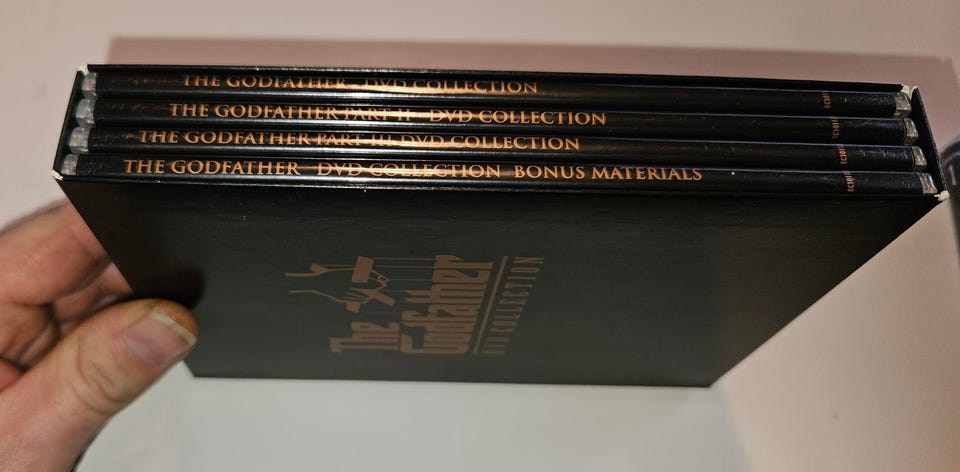 THE GODFATHER DVD COLLECTION
THE GODFATHER PART II DVD COLLECTION
THE GODFATHER PART III DVD COLLECTION
THE GODFATHER DVD COLLECTION BONUS MATERIALS
The
Godfather
DVD COLLECTION